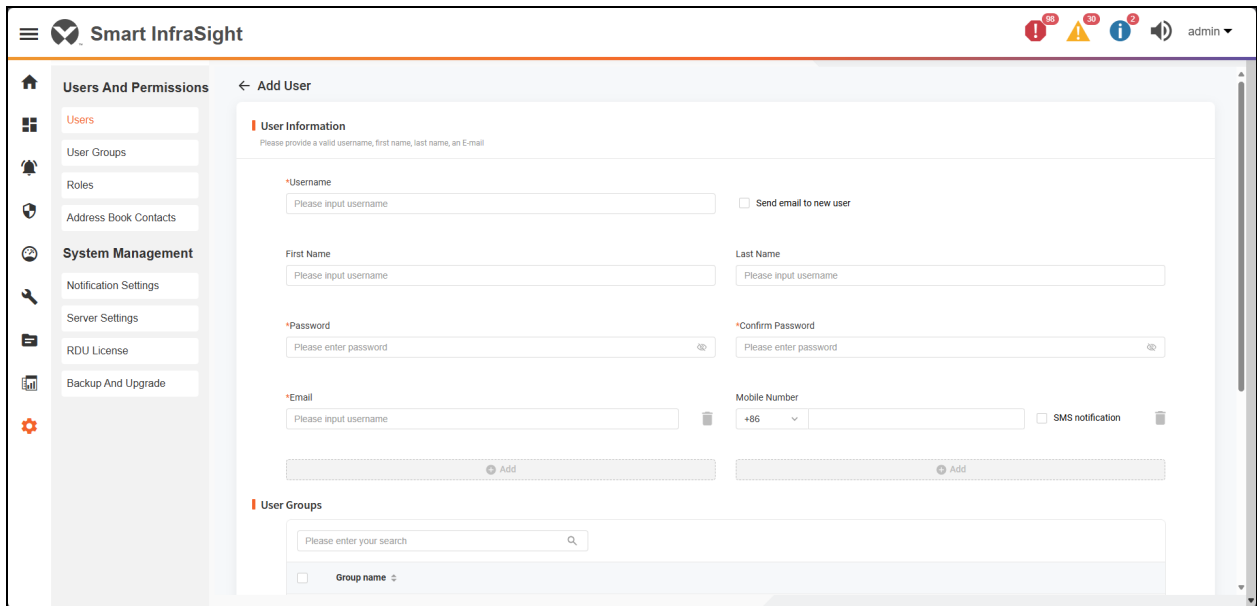 Smart InfraSight
98
30
2
admin
Users And Permissions
Users
User Groups
Roles
Address Book Contacts
System Management
Notification Settings
Server Settings
RDU License
Backup And Upgrade
Add User
User Information
Please provide a valid username, first name, last name, an E-mail
*Username
Please input username
Send email to new user
First Name
Last Name
Please input username
Please input username
*Password
*Confirm Password
Please enter password
Please enter password
*Email
Mobile Number
Please input username
+86
SMS notification
Add
Add
User Groups
Please enter your search
Group name